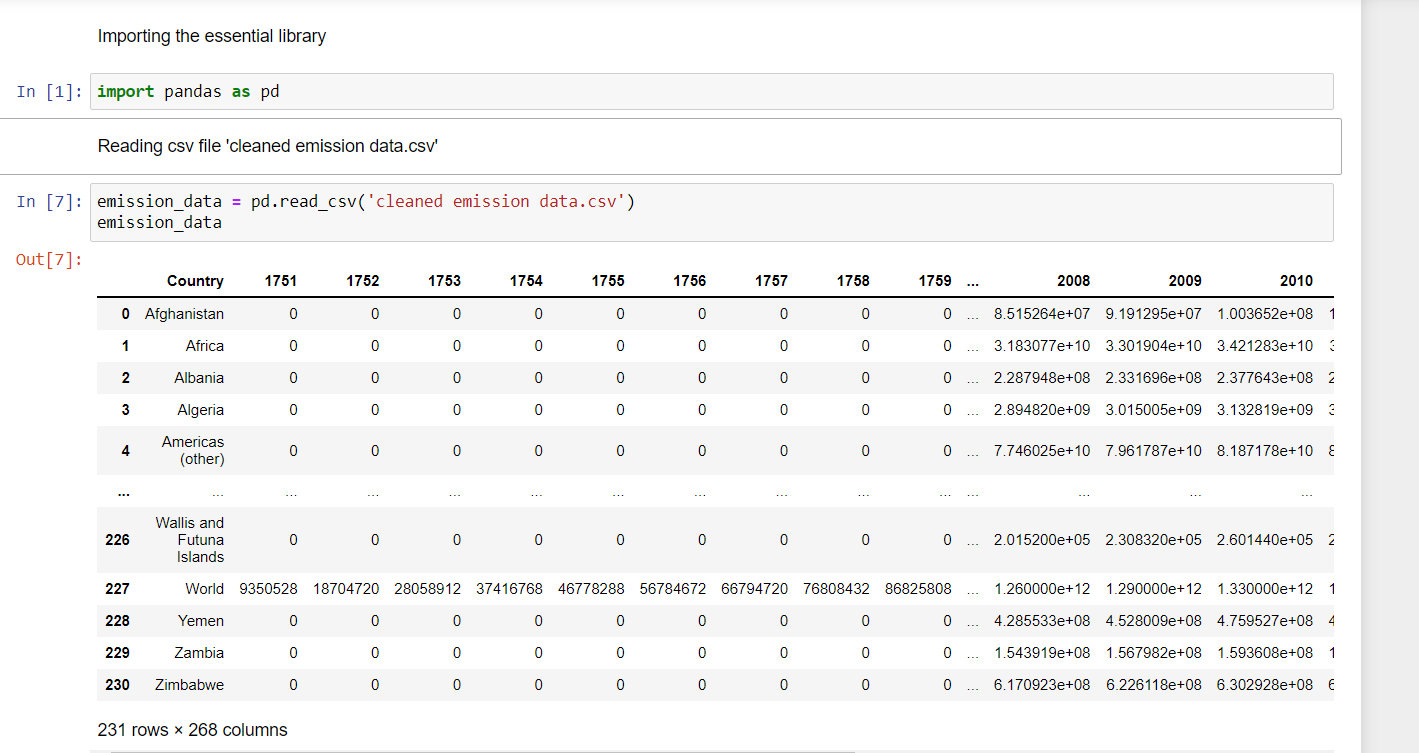 Importing the essential library
In [1]: import pandas as pd
Reading csv file 'cleaned emission data.csv'
In [7]: emission_data = pd.read_csv('cleaned emission data.csv')
emission_data
Out[7]:
Country 1751 1752 1753 1754 1755 1756 1757 1758 1759 ... 2008 2009 2010
0 Afghanistan 0 0 0 0 0 0 0 0 0 ... 8.515264e+07 9.191295e+07 1.003652e+08 1
1 Africa 0 0 0 0 0 0 0 0 0 ... 3.183077e+10 3.301904e+10 3.421283e+10 3
2 Albania 0 0 0 0 0 0 0 0 0 ... 2.287948e+08 2.331696e+08 2.377643e+08 2
3 Algeria 0 0 0 0 0 0 0 0 0 ... 2.894820e+09 3.015005e+09 3.132819e+09 3
4 Americas (other) 0 0 0 0 0 0 0 0 0 ... 7.746025e+10 7.961787e+10 8.187178e+10 8
... ... ... ... ... ... ... ... ... ... ... ... ... ... ...
226 Wallis and Futuna Islands 0 0 0 0 0 0 0 0 0 ... 2.015200e+05 2.308320e+05 2.601440e+05 2
227 World 9350528 18704720 28058912 37416768 46778288 56784672 66794720 76808432 86825808 ... 1.260000e+12 1.290000e+12 1.330000e+12 1
228 Yemen 0 0 0 0 0 0 0 0 0 ... 4.285533e+08 4.528009e+08 4.759527e+08 4
229 Zambia 0 0 0 0 0 0 0 0 0 ... 1.543919e+08 1.567982e+08 1.593608e+08 1
230 Zimbabwe 0 0 0 0 0 0 0 0 0 ... 6.170923e+08 6.226118e+08 6.302928e+08 6
231 rows × 268 columns